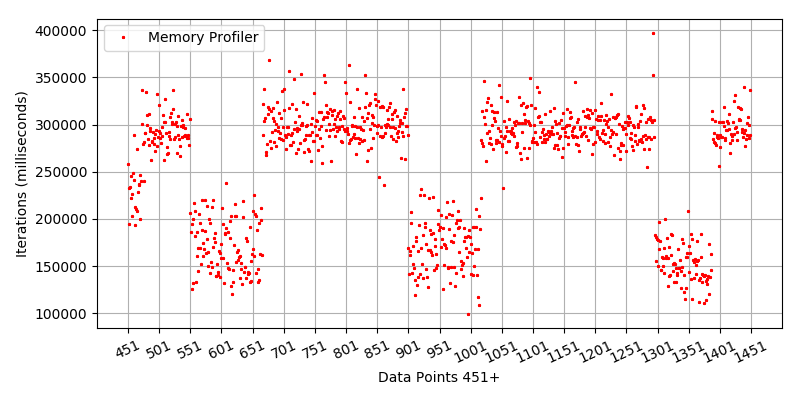 Memory Profiler
Iterations (milliseconds)
400000
350000
300000
250000
200000
150000
100000
451 501 551 601 651 701 751 801 851 901 951 1001 1051 1101 1151 1201 1251 1301 1351 1401 1451
Data Points 451+